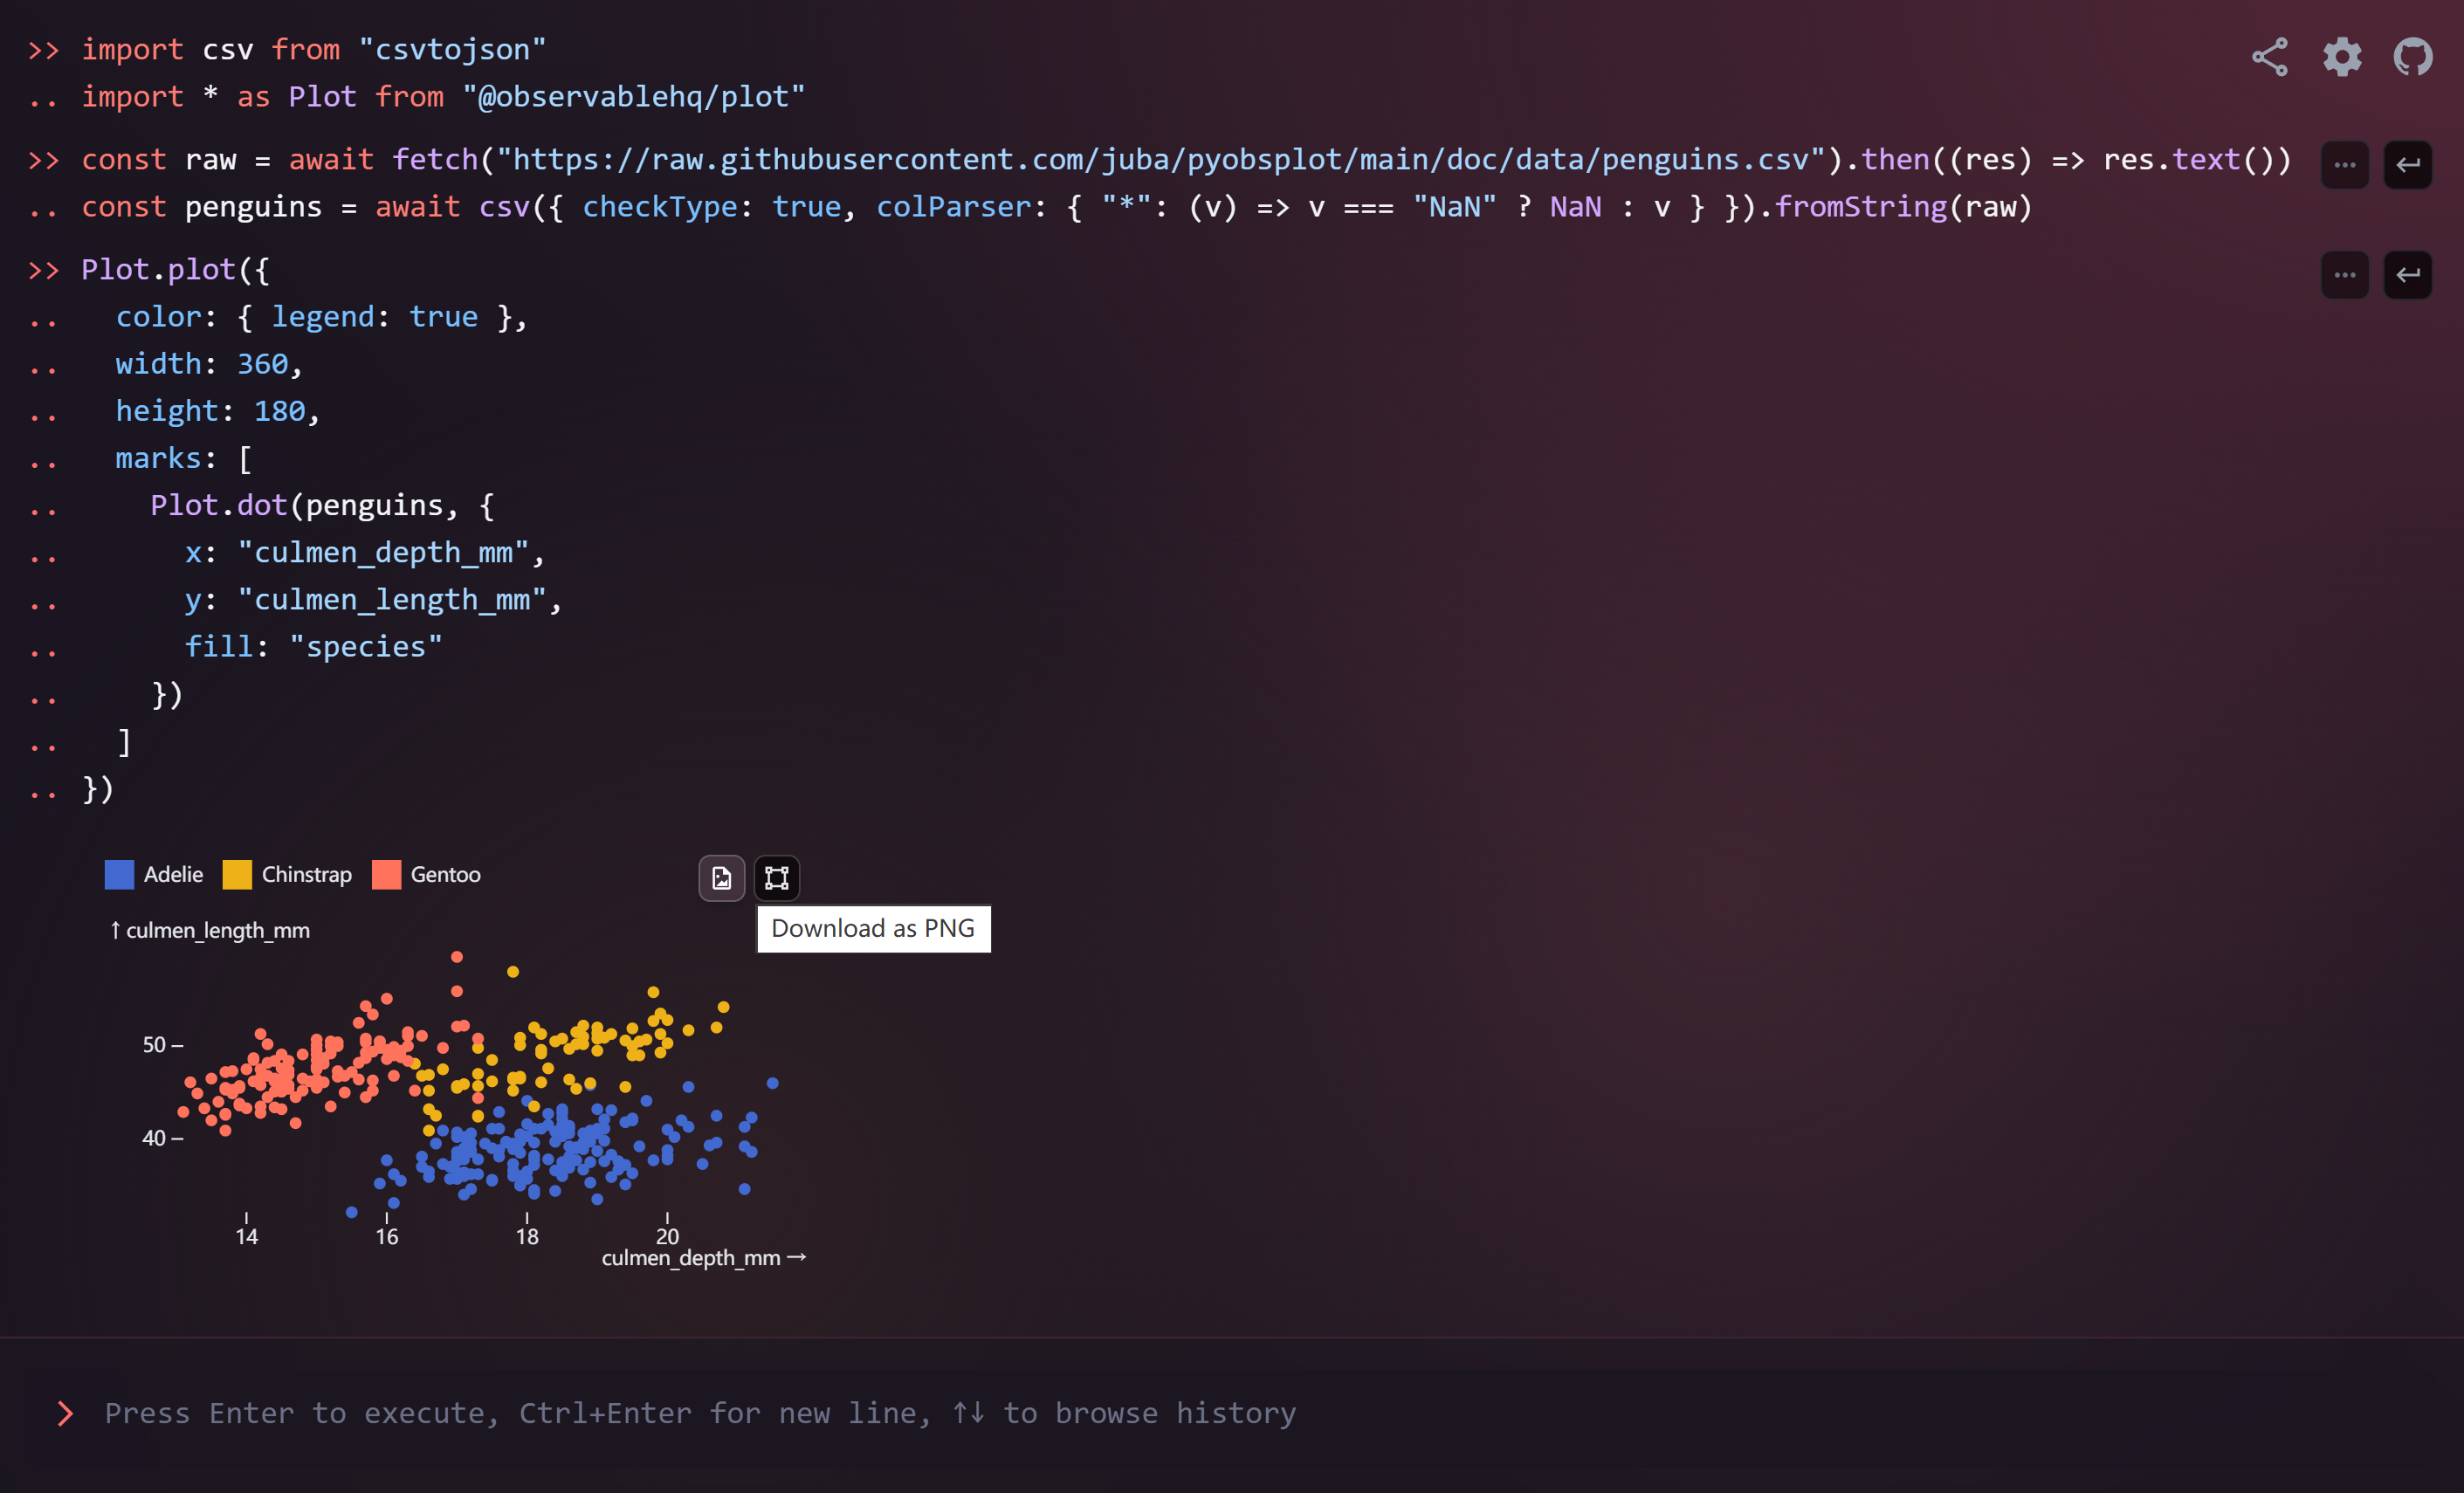 >> import csv from "csvtojson"
.. import * as Plot from "@observablehq/plot"
>> const raw = await fetch("https://raw.githubusercontent.com/juba/pyobsplot/main/doc/data/penguins.csv").then((res) => res.text())
.. const penguins = await csv({ checkType: true, colParser: { "*": (v) => v === "NaN" ? NaN : v } }).fromString(raw)
>> Plot.plot({
..   color: { legend: true },
..   width: 360,
..   height: 180,
..   marks: [
..     Plot.dot(penguins, {
..       x: "culmen_depth_mm",
..       y: "culmen_length_mm",
..       fill: "species"
..     })
..   ]
.. })
Adelie Chinstrap Gentoo
Download as PNG
↑ culmen_length_mm
50
40
14 16 18 20
culmen_depth_mm →
Press Enter to execute, Ctrl+Enter for new line, ↑↓ to browse history